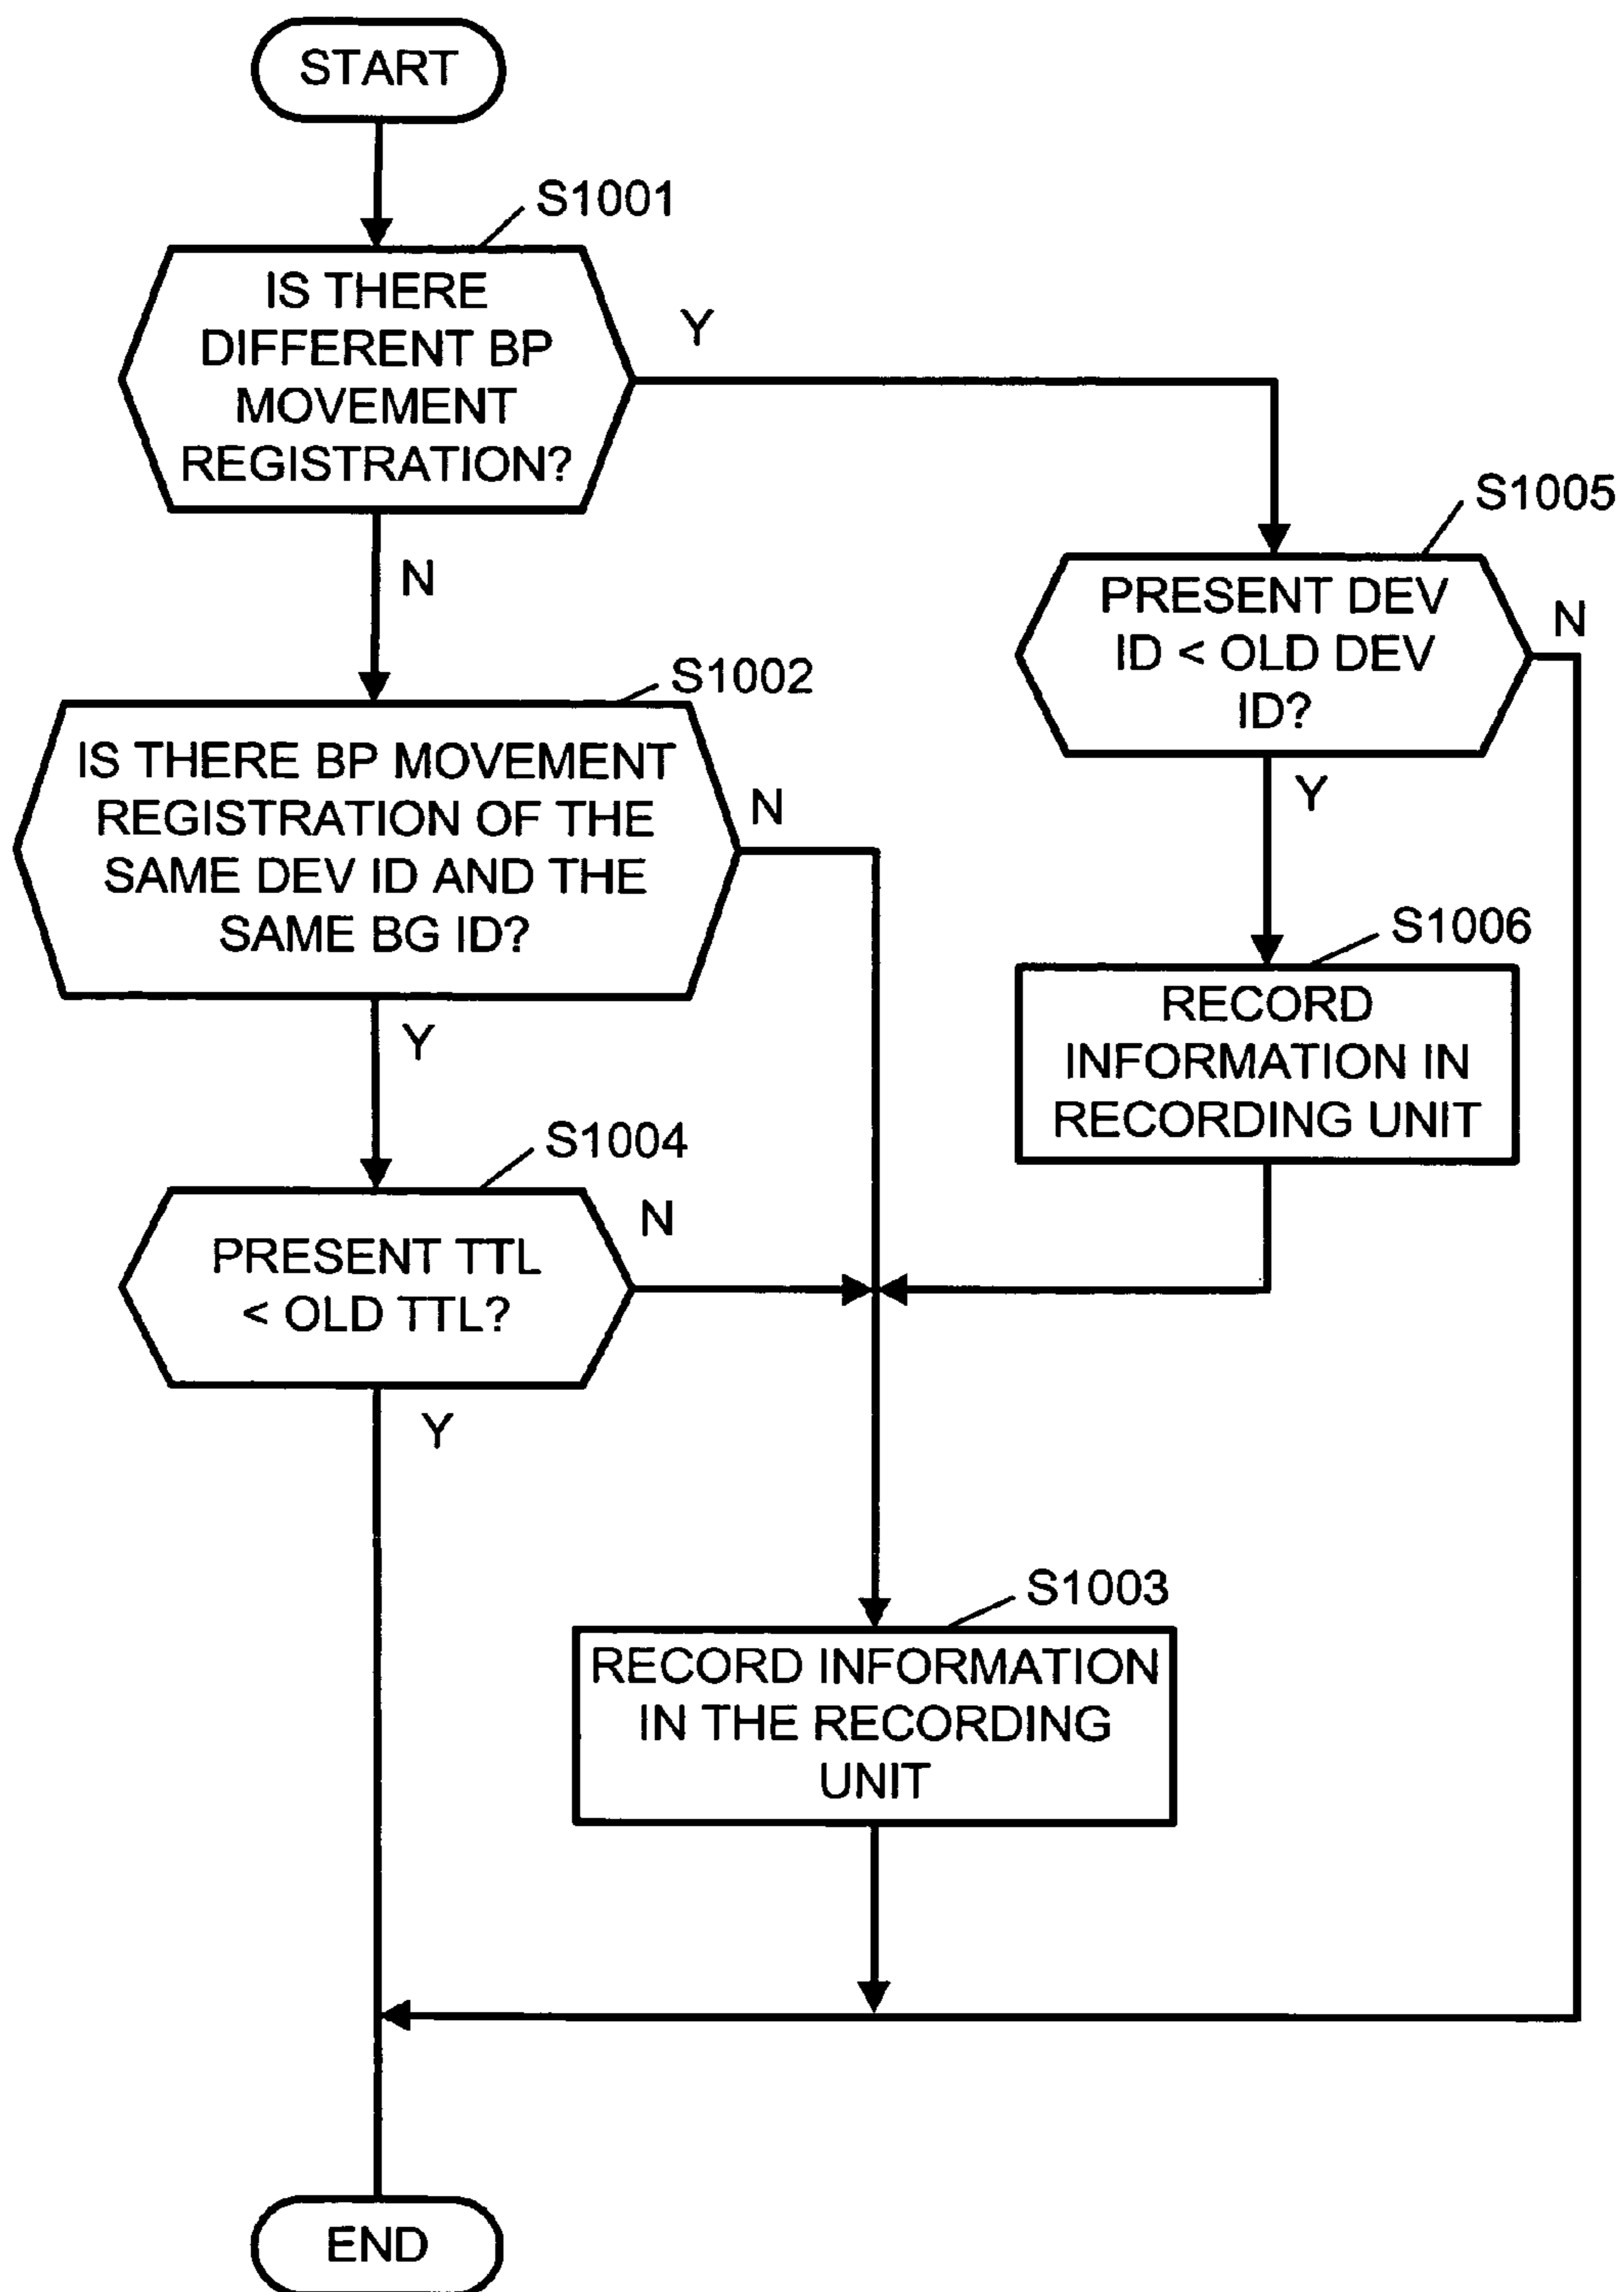 START
S1001
IS THERE
DIFFERENT BP
MOVEMENT
REGISTRATION?
Y
N
S1005
PRESENT DEV
ID < OLD DEV
ID?
N
Y
S1002
IS THERE BP MOVEMENT
REGISTRATION OF THE
SAME DEV ID AND THE
SAME BG ID?
N
Y
S1006
RECORD
INFORMATION IN
RECORDING UNIT
S1004
PRESENT TTL
< OLD TTL?
N
Y
S1003
RECORD INFORMATION
IN THE RECORDING
UNIT
END